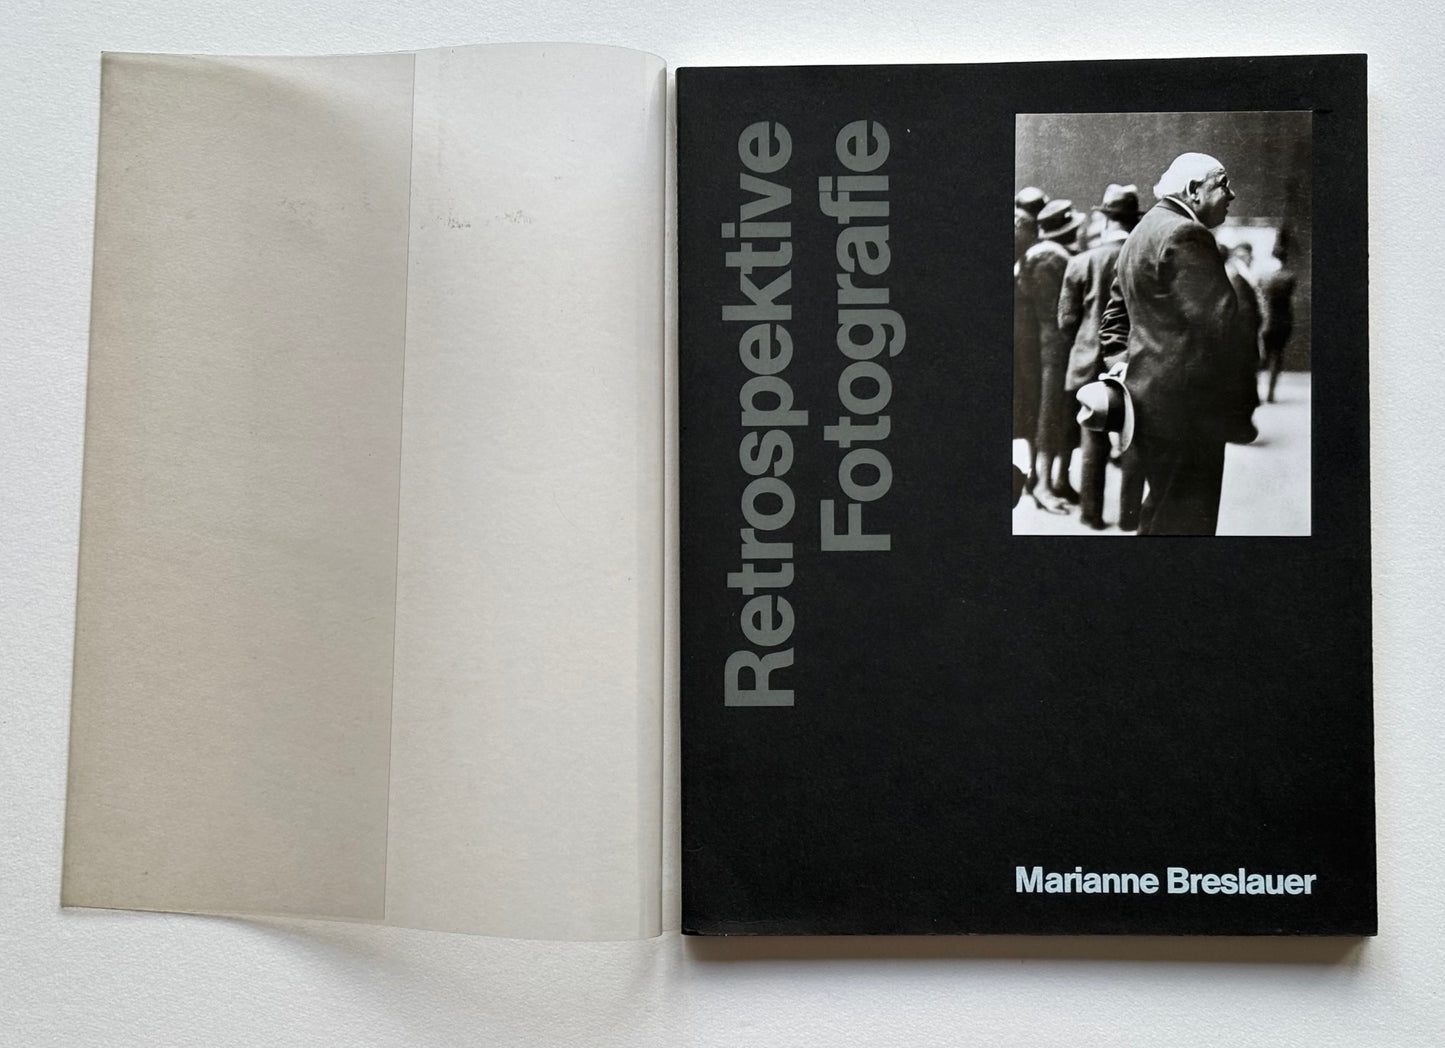 Retrospektive
Fotografie
Marianne Breslauer